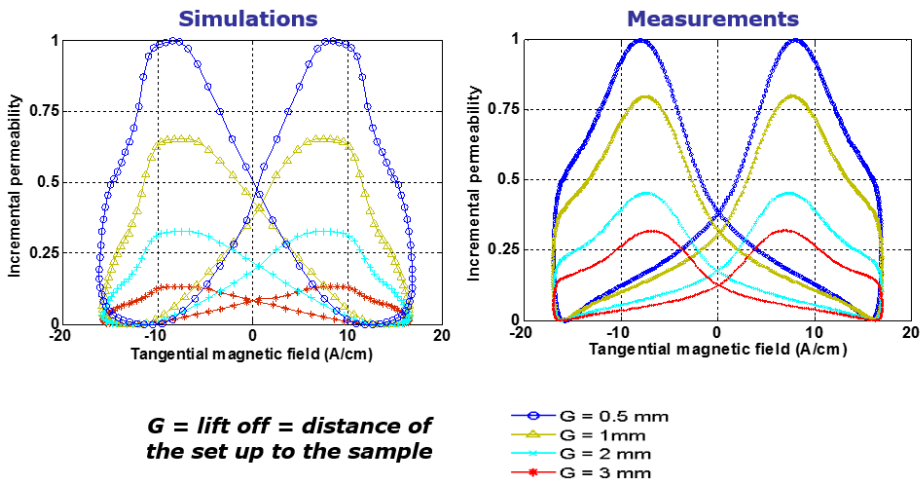 Simulations
Measurements
1
0.75
0.5
0.25
0
-20
-10
0
10
20
Incremental permeability
Tangential magnetic field (A/cm)
1
0.75
0.5
0.25
0
-20
-10
0
10
20
Incremental permeability
Tangential magnetic field (A/cm)
G = lift off = distance of
the set up to the sample
G = 0.5 mm
G = 1mm
G = 2 mm
G = 3 mm